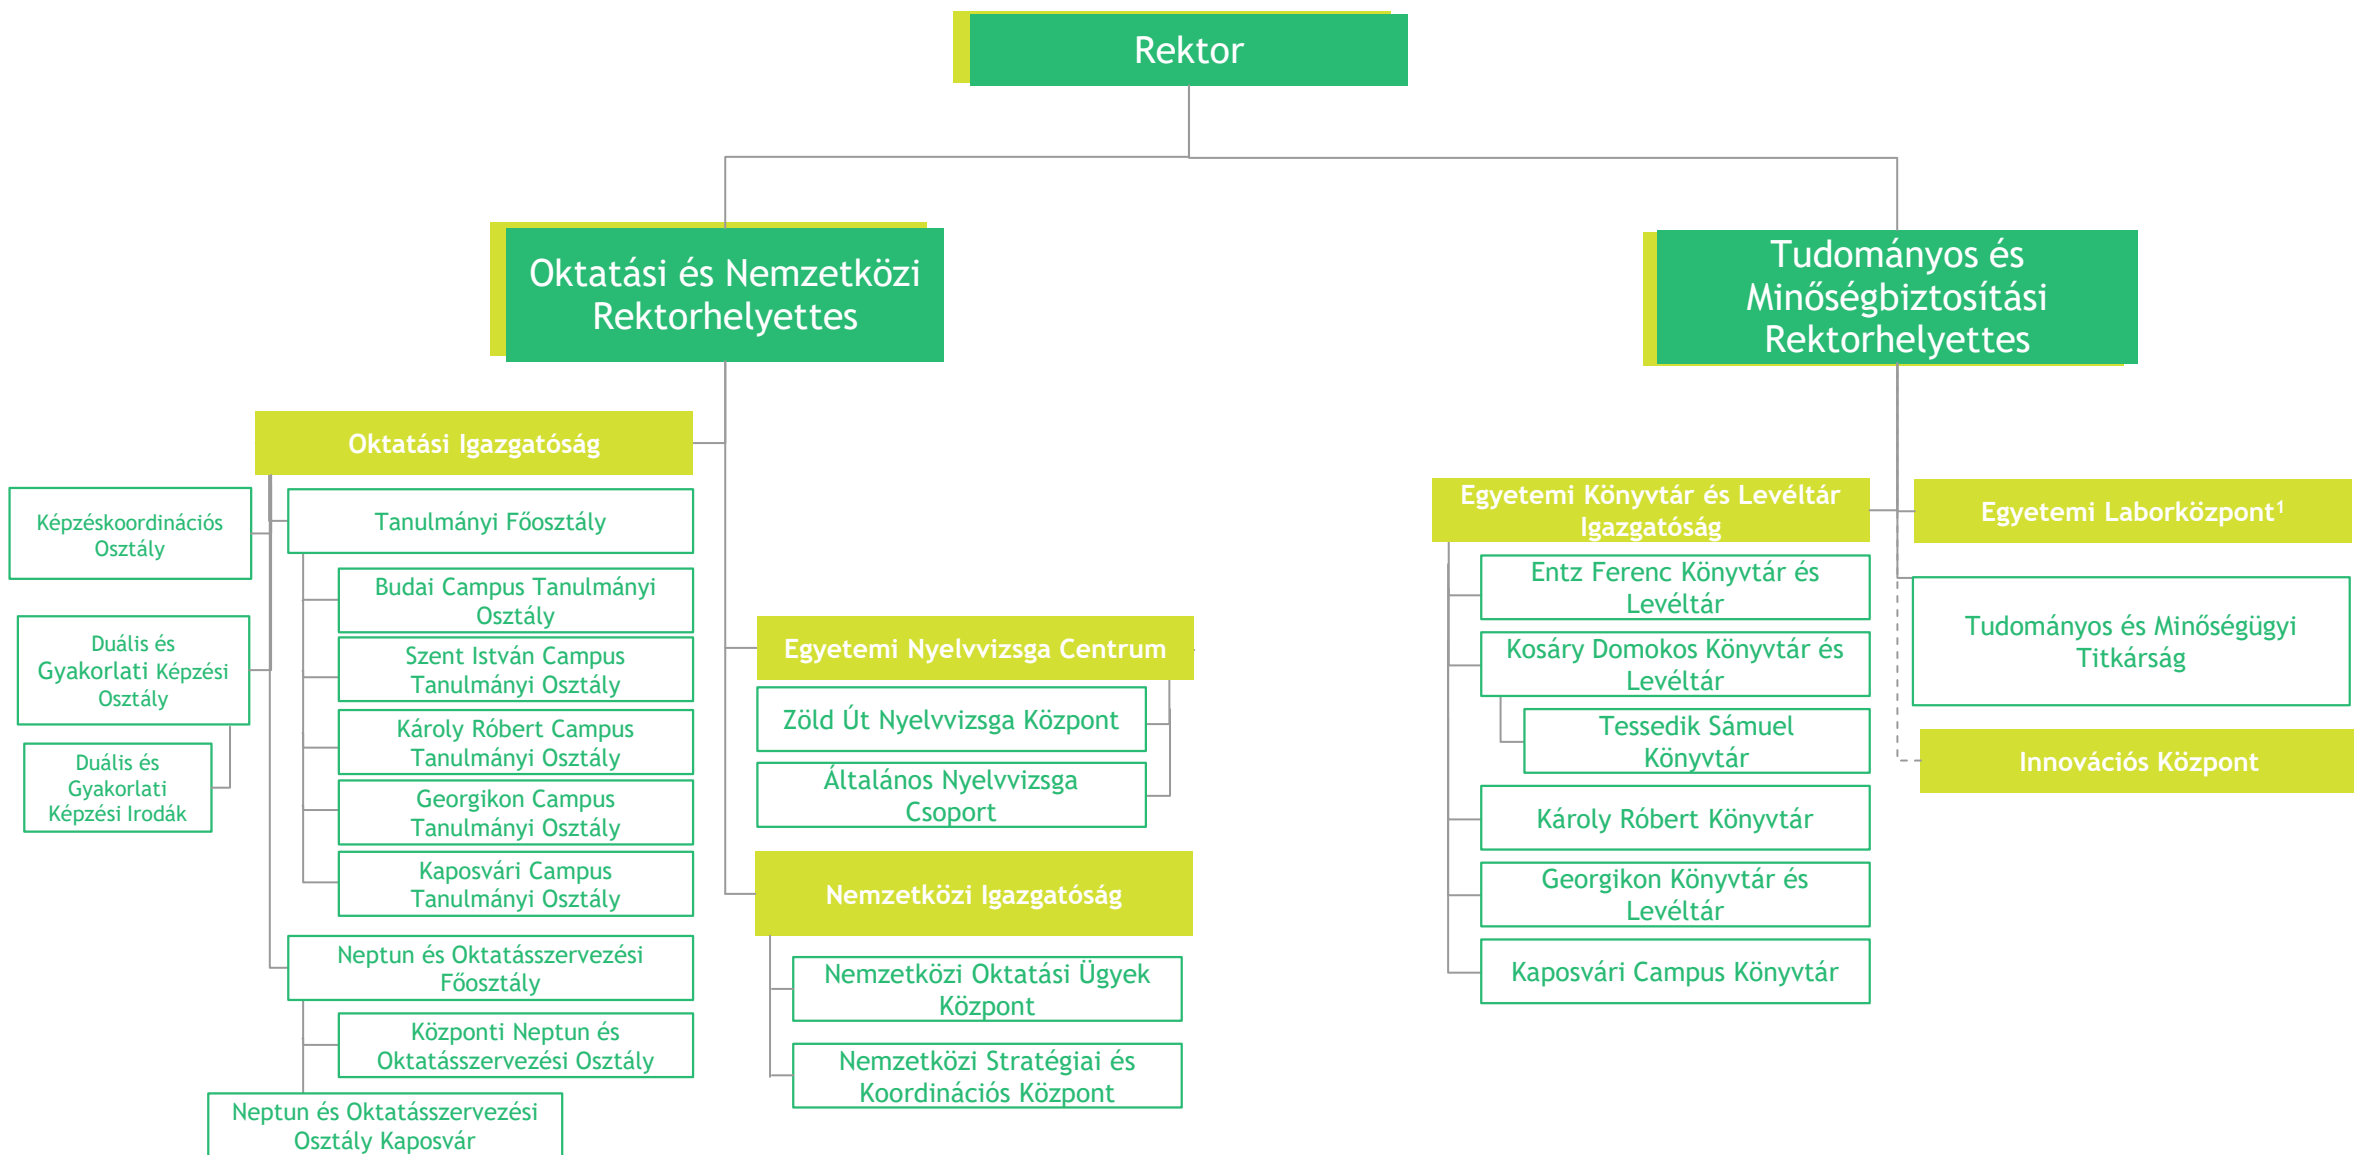 Rektor
Oktatási és Nemzetközi
Rektorhelyettes
Tudományos és
Minőségbiztosítási
Rektorhelyettes
Oktatási Igazgatóság
Képzéskoordinációs
Osztály
Duális és
Gyakorlati Képzési
Osztály
Duális és
Gyakorlati
Képzési Irodák
Tanulmányi Főosztály
Budai Campus Tanulmányi
Osztály
Szent István Campus
Tanulmányi Osztály
Károly Róbert Campus
Tanulmányi Osztály
Georgikon Campus
Tanulmányi Osztály
Kaposvári Campus
Tanulmányi Osztály
Neptun és Oktatásszervezési
Főosztály
Központi Neptun és
Oktatásszervezési Osztály
Neptun és Oktatásszervezési
Osztály Kaposvár
Egyetemi Nyelvvizsga Centrum
Zöld Út Nyelvvizsga Központ
Általános Nyelvvizsga
Csoport
Nemzetközi Igazgatóság
Nemzetközi Oktatási Ügyek
Központ
Nemzetközi Stratégiai és
Koordinációs Központ
Egyetemi Könyvtár és Levéltár
Igazgatóság
Entz Ferenc Könyvtár és
Levéltár
Kosáry Domokos Könyvtár és
Levéltár
Tessedik Sámuel
Könyvtár
Károly Róbert Könyvtár
Georgikon Könyvtár és
Levéltár
Kaposvári Campus Könyvtár
Egyetemi Laborközpont¹
Tudományos és Minőségügyi
Titkárság
Innovációs Központ